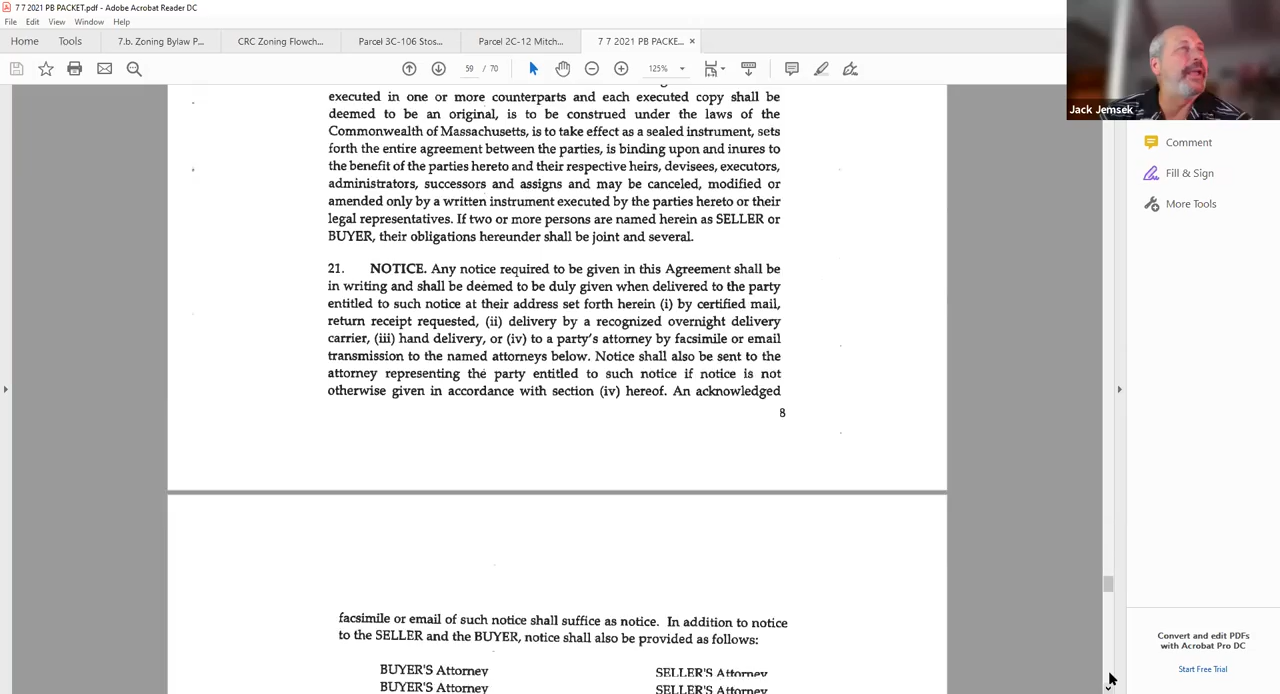 7 7 2021 PB PACKET.pdf - Adobe Acrobat Reader DC
File Edit View Window Help
Home Tools 7.b. Zoning Bylaw P... CRC Zoning Flowch... Parcel 3C-106 Stos... Parcel 2C-12 Mitch... 7 7 2021 PB PACKE... ×
59 / 70 125%
Jack Jemsek
executed in one or more counterparts and each executed copy shall be
deemed to be an original, is to be construed under the laws of the
Commonwealth of Massachusetts, is to take effect as a sealed instrument, sets
forth the entire agreement between the parties, is binding upon and inures to
the benefit of the parties hereto and their respective heirs, devisees, executors,
administrators, successors and assigns and may be canceled, modified or
amended only by a written instrument executed by the parties hereto or their
legal representatives. If two or more persons are named herein as SELLER or
BUYER, their obligations hereunder shall be joint and several.
21. NOTICE. Any notice required to be given in this Agreement shall be
in writing and shall be deemed to be duly given when delivered to the party
entitled to such notice at their address set forth herein (i) by certified mail,
return receipt requested, (ii) delivery by a recognized overnight delivery
carrier, (iii) hand delivery, or (iv) to a party's attorney by facsimile or email
transmission to the named attorneys below. Notice shall also be sent to the
attorney representing the party entitled to such notice if notice is not
otherwise given in accordance with section (iv) hereof. An acknowledged
8
facsimile or email of such notice shall suffice as notice. In addition to notice
to the SELLER and the BUYER, notice shall also be provided as follows:
BUYER'S Attorney SELLER'S Attorney
BUYER'S Attorney SELLER'S Attorney
Comment
Fill & Sign
More Tools
Convert and edit PDFs
with Acrobat Pro DC
Start Free Trial